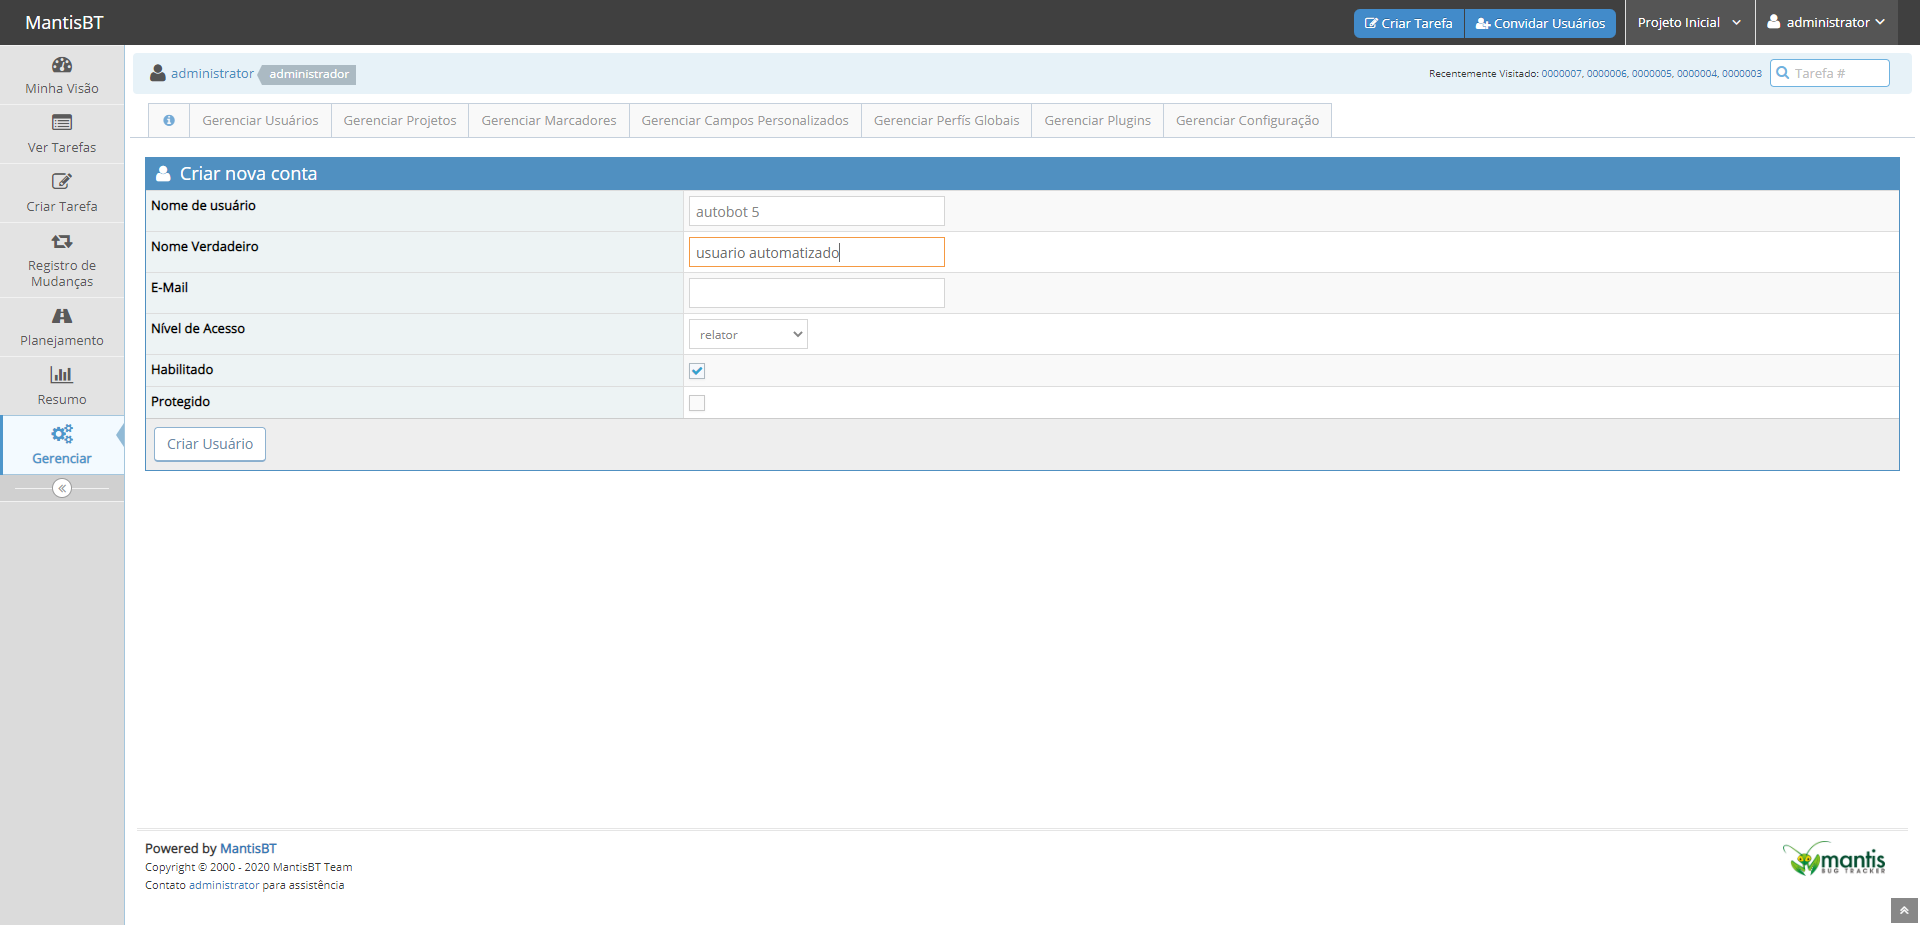 MantisBT
Criar Tarefa
Convidar Usuários
Projeto Inicial
administrator
Minha Visão
Ver Tarefas
Criar Tarefa
Registro de
Mudanças
Planejamento
Resumo
Gerenciar
administrator administrador
Recentemente Visitado: 0000007, 0000006, 0000005, 0000004, 0000003
Tarefa #
Gerenciar Usuários
Gerenciar Projetos
Gerenciar Marcadores
Gerenciar Campos Personalizados
Gerenciar Perfís Globais
Gerenciar Plugins
Gerenciar Configuração
Criar nova conta
Nome de usuário
autobot 5
Nome Verdadeiro
usuario automatizado
E-Mail
Nível de Acesso
relator
Habilitado
Protegido
Criar Usuário
Powered by MantisBT
Copyright © 2000 - 2020 MantisBT Team
Contato administrator para assistência
mantis
BUG TRACKER